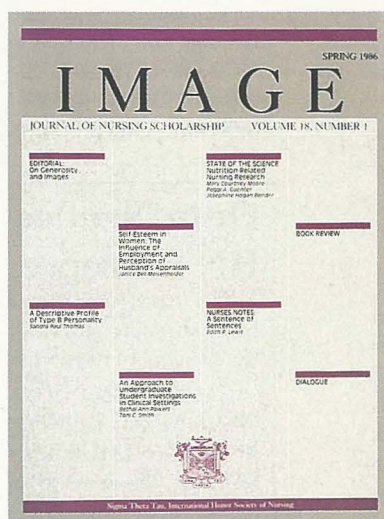 SPRING 1986
IMAGE
JOURNAL OF NURSING SCHOLARSHIP VOLUME 18, NUMBER 1
EDITORIAL:
On Generosity
and Images
STATE OF THE SCIENCE
Nutrition Related
Nursing Research
Mary Courtney Moore
Peggi A. Guenter
Josephine Hogan Bender
Self-Esteem in
Women: The
Influence of
Employment and
Perception of
Husband's Appraisals
Janice Bell Meisenhelder
BOOK REVIEW
A Descriptive Profile
of Type B Personality
Sandra Paul Thomas
NURSES NOTES:
A Sentence of
Sentences
Edith P. Lewis
An Approach to
Undergraduate
Student Investigations
in Clinical Settings
Bethel Ann Powers
Toni C. Smith
DIALOGUE
Sigma Theta Tau, International Honor Society of Nursing